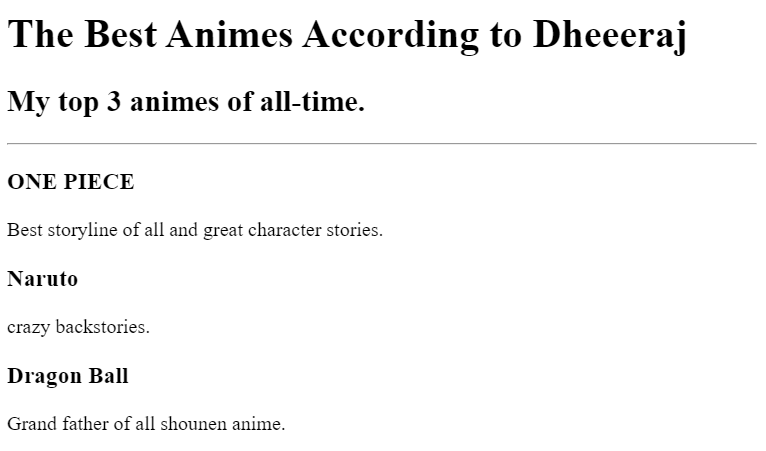 The Best Animes According to Dheeeraj
My top 3 animes of all-time.
ONE PIECE
Best storyline of all and great character stories.
Naruto
crazy backstories.
Dragon Ball
Grand father of all shounen anime.